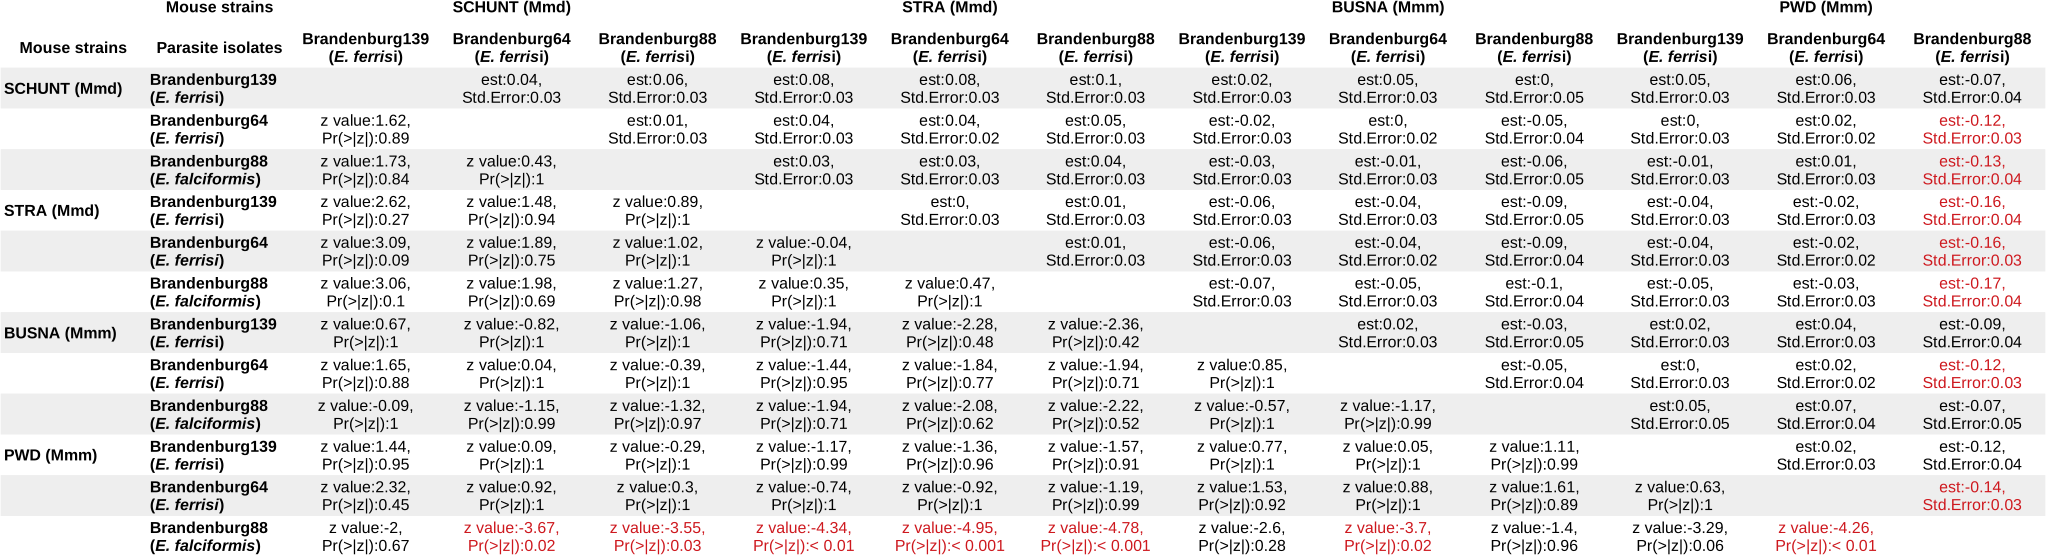 Mouse strains SCHUNT (Mmd) STRA (Mmd) BUSNA (Mmm) PWD (Mmm)
Mouse strains Parasite isolates Brandenburg139 Brandenburg64 Brandenburg88 Brandenburg139 Brandenburg64 Brandenburg88 Brandenburg139 Brandenburg64 Brandenburg88 Brandenburg139 Brandenburg64 Brandenburg88
(E. ferrisi) (E. ferrisi) (E. ferrisi) (E. ferrisi) (E. ferrisi) (E. ferrisi) (E. ferrisi) (E. ferrisi) (E. ferrisi) (E. ferrisi) (E. ferrisi) (E. ferrisi)
SCHUNT (Mmd) Brandenburg139 est:0.04, est:0.06, est:0.08, est:0.08, est:0.1, est:0.02, est:0.05, est:0, est:0.05, est:0.06, est:-0.07,
(E. ferrisi) Std.Error:0.03 Std.Error:0.03 Std.Error:0.03 Std.Error:0.03 Std.Error:0.03 Std.Error:0.03 Std.Error:0.03 Std.Error:0.05 Std.Error:0.03 Std.Error:0.03 Std.Error:0.04
Brandenburg64 z value:1.62, est:0.01, est:0.04, est:0.04, est:0.05, est:-0.02, est:0, est:-0.05, est:0, est:0.02, est:-0.12,
(E. ferrisi) Pr(>|z|):0.89 Std.Error:0.03 Std.Error:0.03 Std.Error:0.02 Std.Error:0.03 Std.Error:0.03 Std.Error:0.02 Std.Error:0.04 Std.Error:0.03 Std.Error:0.02 Std.Error:0.03
Brandenburg88 z value:1.73, z value:0.43, est:0.03, est:0.03, est:0.04, est:-0.03, est:-0.01, est:-0.06, est:-0.01, est:0.01, est:-0.13,
(E. falciformis) Pr(>|z|):0.84 Pr(>|z|):1 Std.Error:0.03 Std.Error:0.03 Std.Error:0.03 Std.Error:0.03 Std.Error:0.03 Std.Error:0.05 Std.Error:0.03 Std.Error:0.03 Std.Error:0.04
STRA (Mmd) Brandenburg139 z value:2.62, z value:1.48, z value:0.89, est:0, est:0.01, est:-0.06, est:-0.04, est:-0.09, est:-0.04, est:-0.02, est:-0.16,
(E. ferrisi) Pr(>|z|):0.27 Pr(>|z|):0.94 Pr(>|z|):1 Std.Error:0.03 Std.Error:0.03 Std.Error:0.03 Std.Error:0.03 Std.Error:0.05 Std.Error:0.03 Std.Error:0.03 Std.Error:0.04
Brandenburg64 z value:3.09, z value:1.89, z value:1.02, z value:-0.04, est:0.01, est:-0.06, est:-0.04, est:-0.09, est:-0.04, est:-0.02, est:-0.16,
(E. ferrisi) Pr(>|z|):0.09 Pr(>|z|):0.75 Pr(>|z|):1 Pr(>|z|):1 Std.Error:0.03 Std.Error:0.03 Std.Error:0.02 Std.Error:0.04 Std.Error:0.03 Std.Error:0.02 Std.Error:0.03
Brandenburg88 z value:3.06, z value:1.98, z value:1.27, z value:0.35, z value:0.47, est:-0.07, est:-0.05, est:-0.1, est:-0.05, est:-0.03, est:-0.17,
(E. falciformis) Pr(>|z|):0.1 Pr(>|z|):0.69 Pr(>|z|):0.98 Pr(>|z|):1 Pr(>|z|):1 Std.Error:0.03 Std.Error:0.03 Std.Error:0.04 Std.Error:0.03 Std.Error:0.03 Std.Error:0.04
BUSNA (Mmm) Brandenburg139 z value:0.67, z value:-0.82, z value:-1.06, z value:-1.94, z value:-2.28, z value:-2.36, est:0.02, est:-0.03, est:0.02, est:0.04, est:-0.09,
(E. ferrisi) Pr(>|z|):1 Pr(>|z|):1 Pr(>|z|):1 Pr(>|z|):0.71 Pr(>|z|):0.48 Pr(>|z|):0.42 Std.Error:0.03 Std.Error:0.05 Std.Error:0.03 Std.Error:0.03 Std.Error:0.04
Brandenburg64 z value:1.65, z value:0.04, z value:-0.39, z value:-1.44, z value:-1.84, z value:-1.94, z value:0.85, est:-0.05, est:0, est:0.02, est:-0.12,
(E. ferrisi) Pr(>|z|):0.88 Pr(>|z|):1 Pr(>|z|):1 Pr(>|z|):0.95 Pr(>|z|):0.77 Pr(>|z|):0.71 Pr(>|z|):1 Std.Error:0.04 Std.Error:0.03 Std.Error:0.02 Std.Error:0.03
Brandenburg88 z value:-0.09, z value:-1.15, z value:-1.32, z value:-1.94, z value:-2.08, z value:-2.22, z value:-0.57, z value:-1.17, est:0.05, est:0.07, est:-0.07,
(E. falciformis) Pr(>|z|):1 Pr(>|z|):0.99 Pr(>|z|):0.97 Pr(>|z|):0.71 Pr(>|z|):0.62 Pr(>|z|):0.52 Pr(>|z|):1 Pr(>|z|):0.99 Std.Error:0.05 Std.Error:0.04 Std.Error:0.05
PWD (Mmm) Brandenburg139 z value:1.44, z value:0.09, z value:-0.29, z value:-1.17, z value:-1.36, z value:-1.57, z value:0.77, z value:0.05, z value:1.11, est:0.02, est:-0.12,
(E. ferrisi) Pr(>|z|):0.95 Pr(>|z|):1 Pr(>|z|):1 Pr(>|z|):0.99 Pr(>|z|):0.96 Pr(>|z|):0.91 Pr(>|z|):1 Pr(>|z|):1 Pr(>|z|):0.99 Std.Error:0.03 Std.Error:0.04
Brandenburg64 z value:2.32, z value:0.92, z value:0.3, z value:-0.74, z value:-0.92, z value:-1.19, z value:1.53, z value:0.88, z value:1.61, z value:0.63, est:-0.14,
(E. ferrisi) Pr(>|z|):0.45 Pr(>|z|):1 Pr(>|z|):1 Pr(>|z|):1 Pr(>|z|):1 Pr(>|z|):0.99 Pr(>|z|):0.92 Pr(>|z|):1 Pr(>|z|):0.89 Pr(>|z|):1 Std.Error:0.03
Brandenburg88 z value:-2, z value:-3.67, z value:-3.55, z value:-4.34, z value:-4.95, z value:-4.78, z value:-2.6, z value:-3.7, z value:-1.4, z value:-3.29, z value:-4.26,
(E. falciformis) Pr(>|z|):0.67 Pr(>|z|):0.02 Pr(>|z|):0.03 Pr(>|z|):< 0.01 Pr(>|z|):< 0.001 Pr(>|z|):< 0.001 Pr(>|z|):0.28 Pr(>|z|):0.02 Pr(>|z|):0.96 Pr(>|z|):0.06 Pr(>|z|):< 0.01